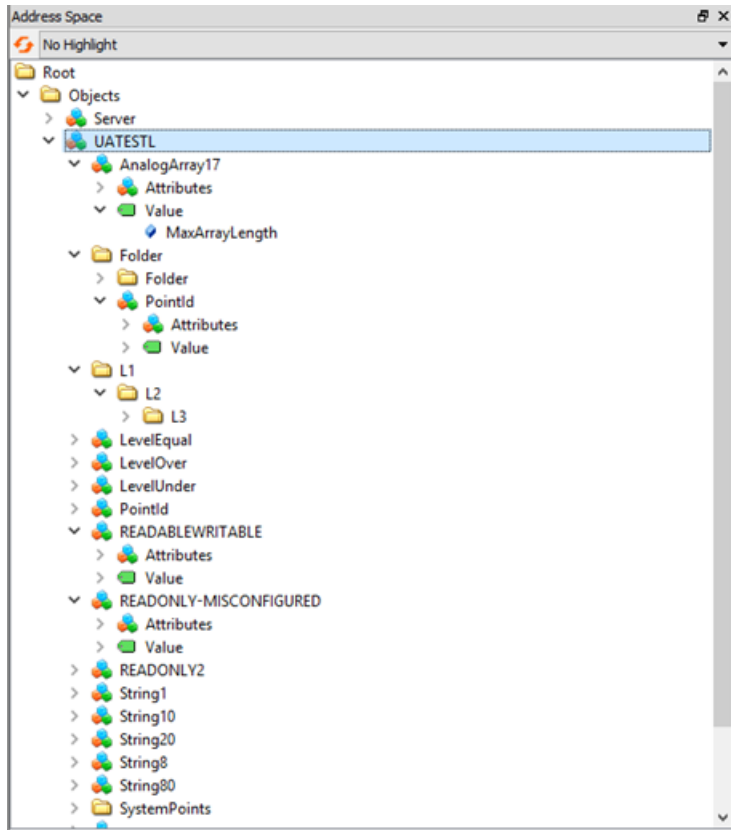 Address Space
No Highlight
Root
Objects
Server
UATESTL
AnalogArray17
Attributes
Value
MaxArrayLength
Folder
Folder
PointId
Attributes
Value
L1
L2
L3
LevelEqual
LevelOver
LevelUnder
PointId
READABLEWRITABLE
Attributes
Value
READONLY-MISCONFIGURED
Attributes
Value
READONLY2
String1
String10
String20
String8
String80
SystemPoints